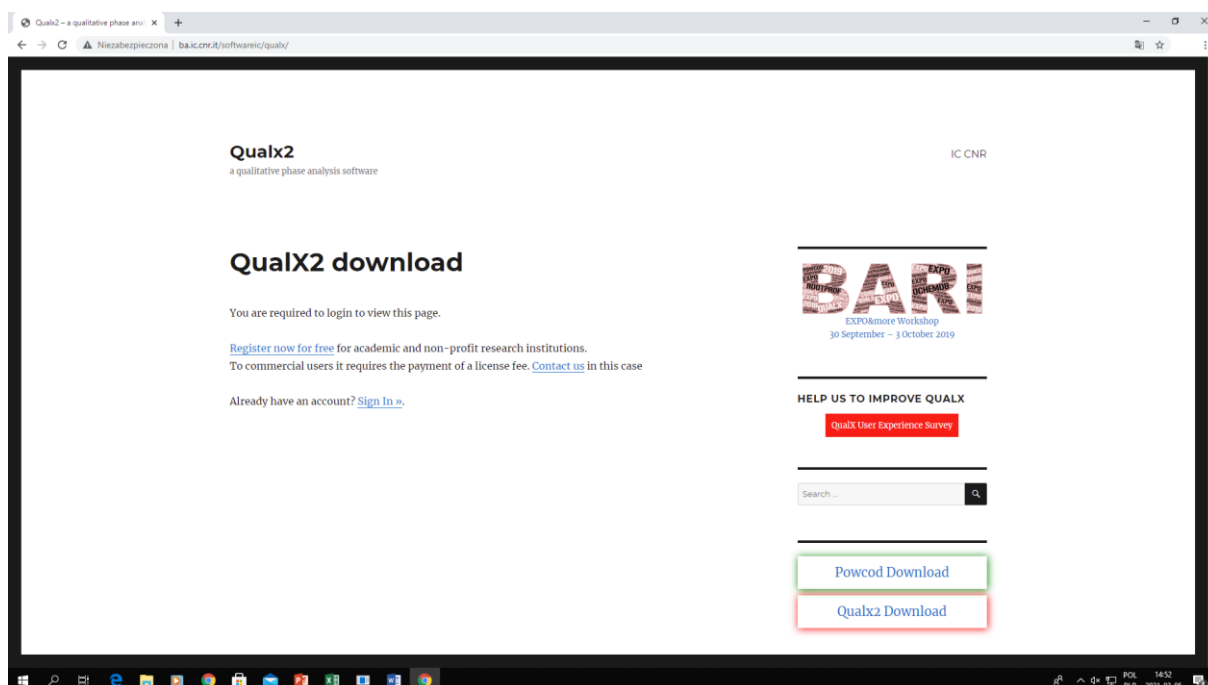 Qualx2 – a qualitative phase anal
Niezabezpieczona | ba.ic.cnr.it/softwareic/qualx/
Qualx2
a qualitative phase analysis software
IC CNR
QualX2 download
You are required to login to view this page.
Register now for free for academic and non-profit research institutions.
To commercial users it requires the payment of a license fee. Contact us in this case
Already have an account? Sign In ».
BARI
EXPO&more Workshop
30 September – 3 October 2019
HELP US TO IMPROVE QUALX
QualX User Experience Survey
Search …
Powcod Download
Qualx2 Download
POL 14:52